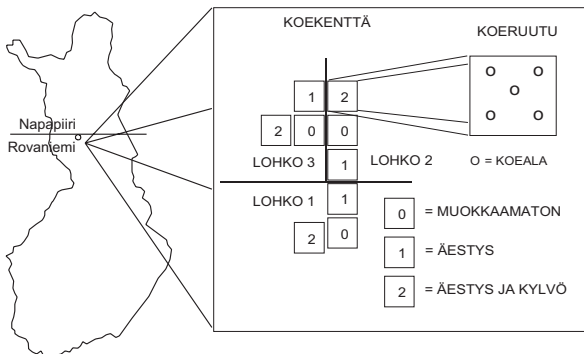 KOEKENTTÄ
KOERUUTU
1 2
2 0 0
LOHKO 3
1
LOHKO 2
LOHKO 1
1
2 0
O O
O
O O
O = KOEALA
0 = MUOKKAAMATON
1 = ÄESTYS
2 = ÄESTYS JA KYLVÖ
Napapiiri
Rovaniemi